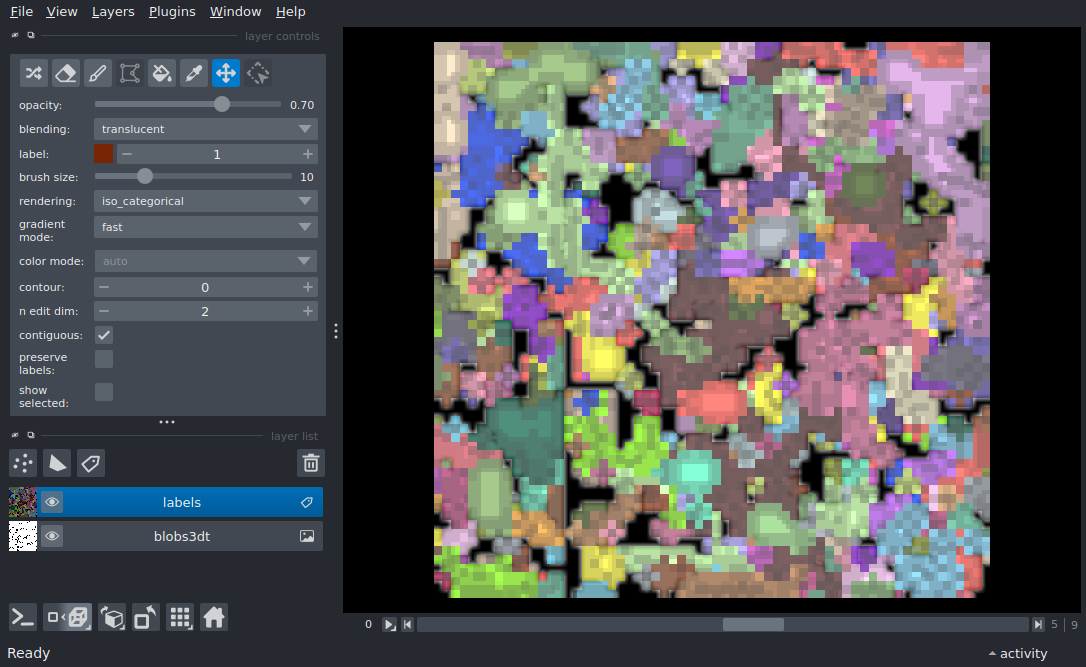 File View Layers Plugins Window Help
layer controls
opacity: 0.70
blending: translucent
label: 1
brush size: 10
rendering: iso_categorical
gradient
mode: fast
color mode: auto
contour: 0
n edit dim: 2
contiguous:
preserve
labels:
show
selected:
layer list
labels
blobs3dt
0 5 | 9
Ready activity